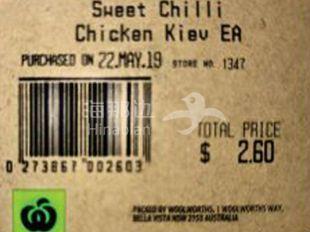 Sweet Chilli
Chicken Kiev EA
PURCHASED ON 22.MAY.19 STORE NO. 1347
海那边
Hinabian
TOTAL PRICE
$ 2.60
0 273867 002603
PACKED BY WOOLWORTHS, 1 WOOLWORTHS WAY,
BELLA VISTA NSW 2153 AUSTRALIA